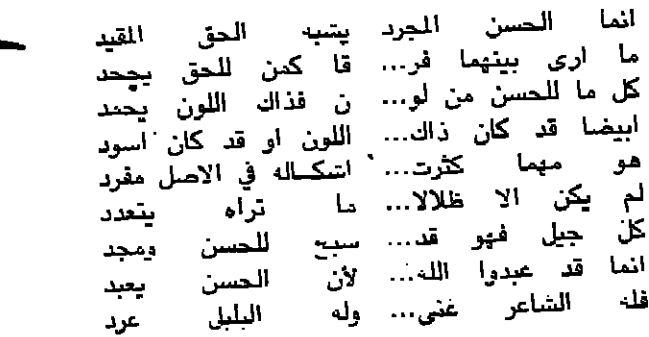 انما الحسن المجرد يشبه الحق المقيد
ما ارى بينهما فر... قا كمن للحق يجحد
كل ما للحسن من لو... ن فذاك اللون يحمد
ابيضا قد كان ذاك... اللون او قد كان اسود
هو مهما كثرت... اشكاله في الاصل مفرد
لم يكن الا ظلالا... ما تراه يتعدد
كل جيل فهو قد... سبح للحسن ومجد
انما قد عبدوا الله... لأن الحسن يعبد
فله الشاعر غنى... وله البلبل غرد